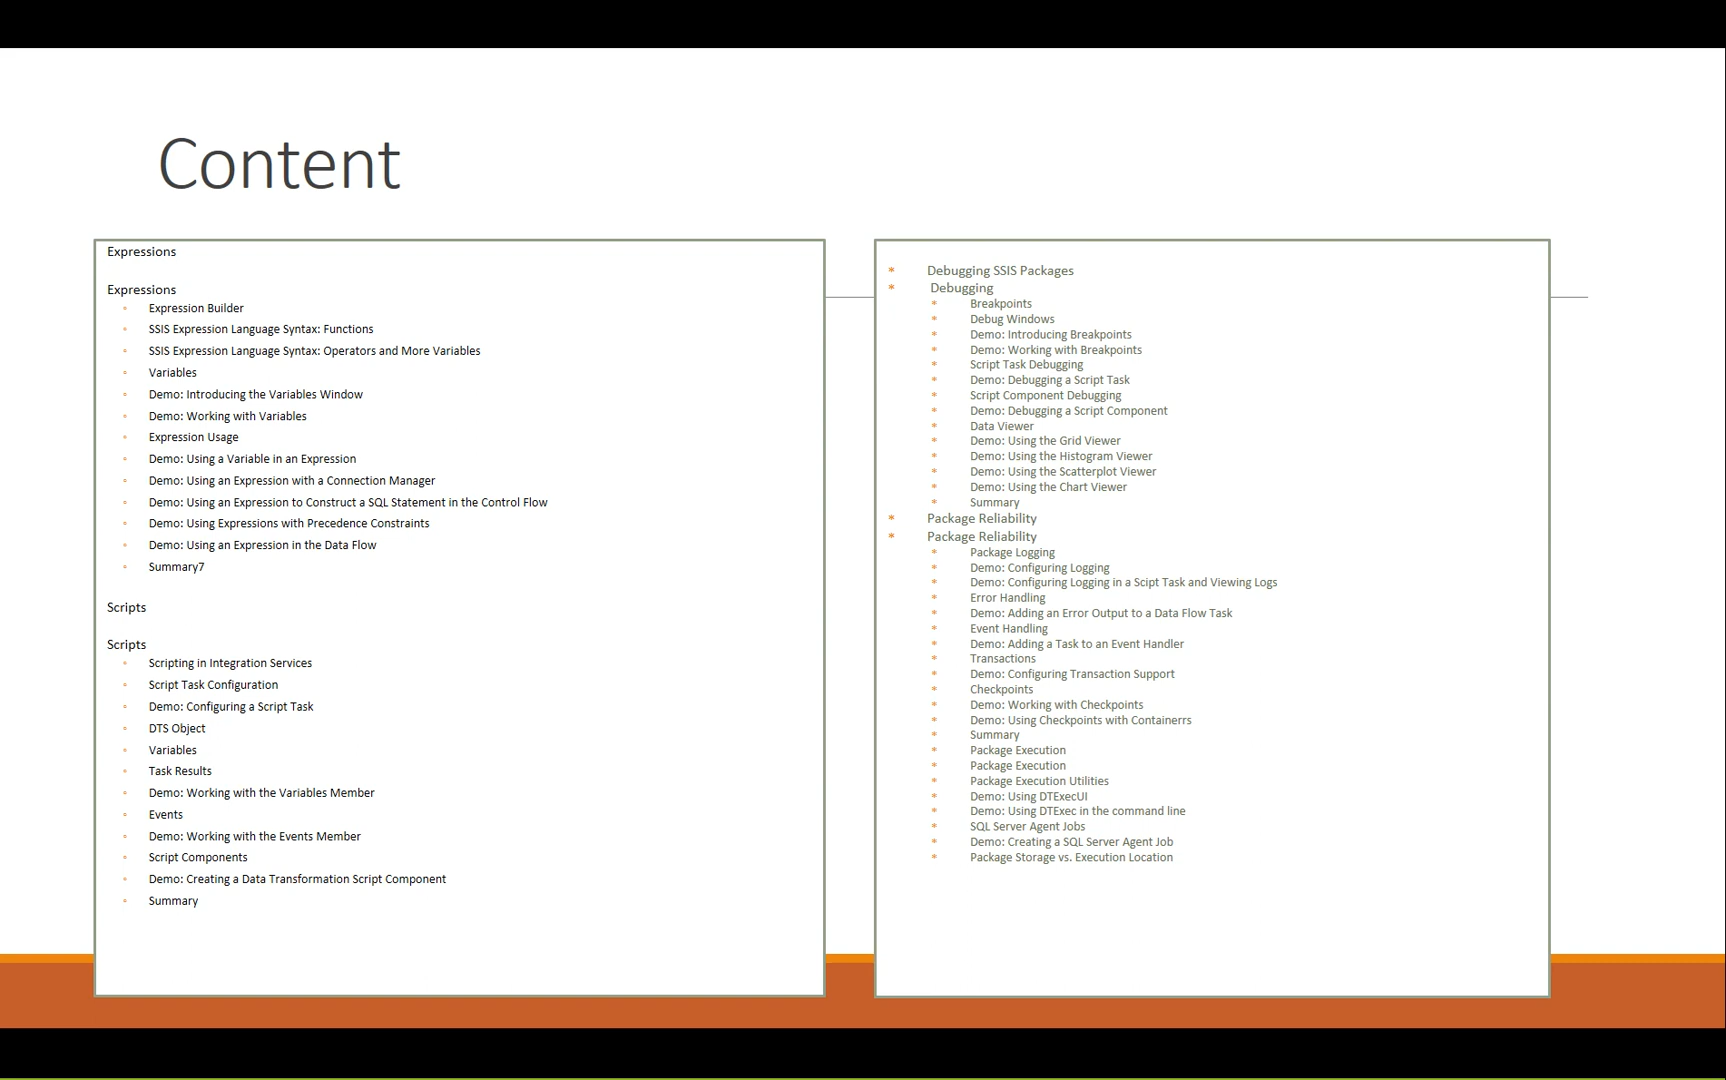 Content
Expressions
Expressions
Expression Builder
SSIS Expression Language Syntax: Functions
SSIS Expression Language Syntax: Operators and More Variables
Variables
Demo: Introducing the Variables Window
Demo: Working with Variables
Expression Usage
Demo: Using a Variable in an Expression
Demo: Using an Expression with a Connection Manager
Demo: Using an Expression to Construct a SQL Statement in the Control Flow
Demo: Using Expressions with Precedence Constraints
Demo: Using an Expression in the Data Flow
Summary7
Scripts
Scripts
Scripting in Integration Services
Script Task Configuration
Demo: Configuring a Script Task
DTS Object
Variables
Task Results
Demo: Working with the Variables Member
Events
Demo: Working with the Events Member
Script Components
Demo: Creating a Data Transformation Script Component
Summary
* Debugging SSIS Packages
* Debugging
* Breakpoints
* Debug Windows
* Demo: Introducing Breakpoints
* Demo: Working with Breakpoints
* Script Task Debugging
* Demo: Debugging a Script Task
* Script Component Debugging
* Demo: Debugging a Script Component
* Data Viewer
* Demo: Using the Grid Viewer
* Demo: Using the Histogram Viewer
* Demo: Using the Scatterplot Viewer
* Demo: Using the Chart Viewer
* Summary
* Package Reliability
* Package Reliability
* Package Logging
* Demo: Configuring Logging
* Demo: Configuring Logging in a Scipt Task and Viewing Logs
* Error Handling
* Demo: Adding an Error Output to a Data Flow Task
* Event Handling
* Demo: Adding a Task to an Event Handler
* Transactions
* Demo: Configuring Transaction Support
* Checkpoints
* Demo: Working with Checkpoints
* Demo: Using Checkpoints with Containerrs
* Summary
* Package Execution
* Package Execution
* Package Execution Utilities
* Demo: Using DTExecUI
* Demo: Using DTExec in the command line
* SQL Server Agent Jobs
* Demo: Creating a SQL Server Agent Job
* Package Storage vs. Execution Location